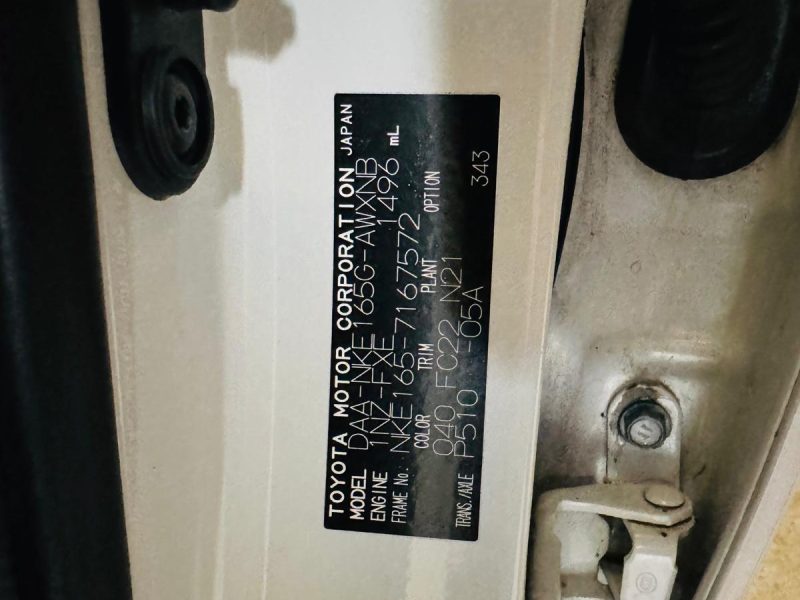 TOYOTA MOTOR CORPORATION JAPAN
MODEL DAA-NKE165G-AWXNB
ENGINE 1NZ-FXE 1496 mL
FRAME No. NKE165-7167572
COLOR TRIM PLANT OPTION
040 FC22 N21
TRANS./AXLE P510 -05A 343